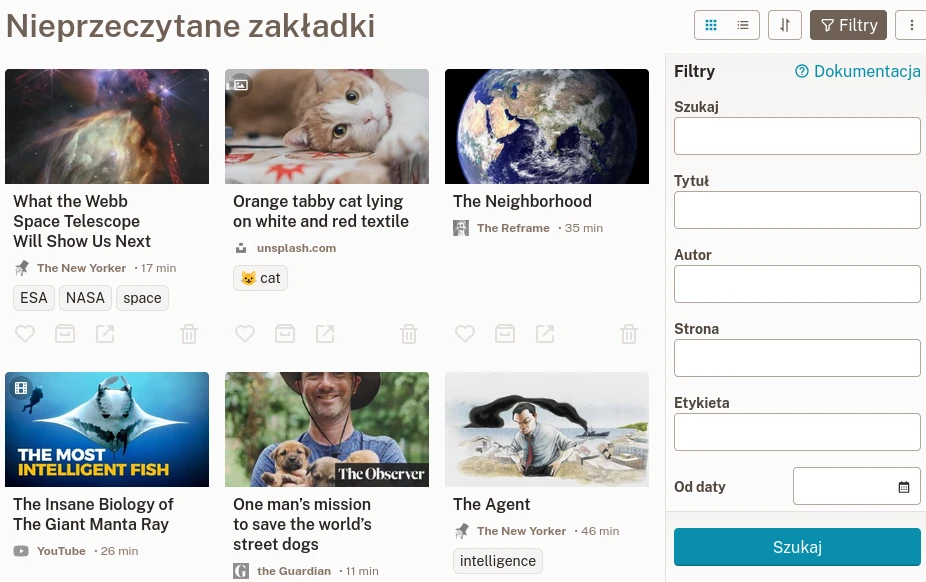 Nieprzeczytane zakładki
Filtry
What the Webb
Space Telescope
Will Show Us Next
The New Yorker • 17 min
ESA NASA space
Orange tabby cat lying
on white and red textile
unsplash.com
😺 cat
The Neighborhood
The Reframe • 35 min
THE MOST
INTELLIGENT FISH
The Insane Biology of
The Giant Manta Ray
YouTube • 26 min
The Observer
One man’s mission
to save the world’s
street dogs
the Guardian • 11 min
The Agent
The New Yorker • 46 min
intelligence
Filtry
Dokumentacja
Szukaj
Tytuł
Autor
Strona
Etykieta
Od daty
Szukaj